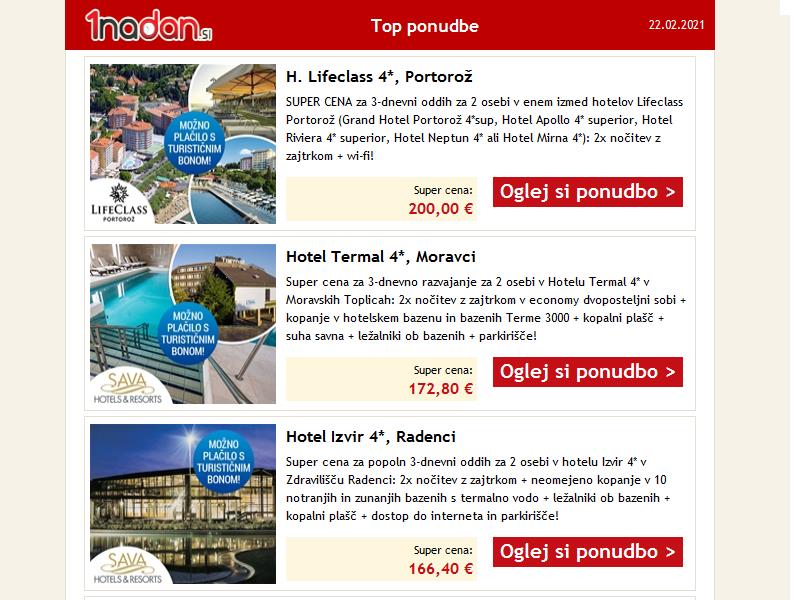 1nadan.si
Top ponudbe
22.02.2021
MOŽNO
PLAČILO S
TURISTIČNIM
BONOM!
LIFECLASS
PORTOROŽ
H. Lifeclass 4*, Portorož
SUPER CENA za 3-dnevni oddih za 2 osebi v enem izmed hotelov Lifeclass
Portorož (Grand Hotel Portorož 4*sup, Hotel Apollo 4* superior, Hotel
Riviera 4* superior, Hotel Neptun 4* ali Hotel Mirna 4*): 2x nočitev z
zajtrkom + wi-fi!
Super cena:
200,00 €
Oglej si ponudbo >
MOŽNO
PLAČILO S
TURISTIČNIM
BONOM!
SAVA
HOTELS & RESORTS
Hotel Termal 4*, Moravci
Super cena za 3-dnevno razvajanje za 2 osebi v Hotelu Termal 4* v
Moravskih Toplicah: 2x nočitev z zajtrkom v economy dvoposteljni sobi +
kopanje v hotelskem bazenu in bazenih Terme 3000 + kopalni plašč +
suha savna + ležalniki ob bazenih + parkirišče!
Super cena:
172,80 €
Oglej si ponudbo >
MOŽNO
PLAČILO S
TURISTIČNIM
BONOM!
SAVA
HOTELS & RESORTS
Hotel Izvir 4*, Radenci
Super cena za popoln 3-dnevni oddih za 2 osebi v hotelu Izvir 4* v
Zdravilišču Radenci: 2x nočitev z zajtrkom + neomejeno kopanje v 10
notranjih in zunanjih bazenih s termalno vodo + ležalniki ob bazenih +
kopalni plašč + dostop do interneta in parkirišče!
Super cena:
166,40 €
Oglej si ponudbo >